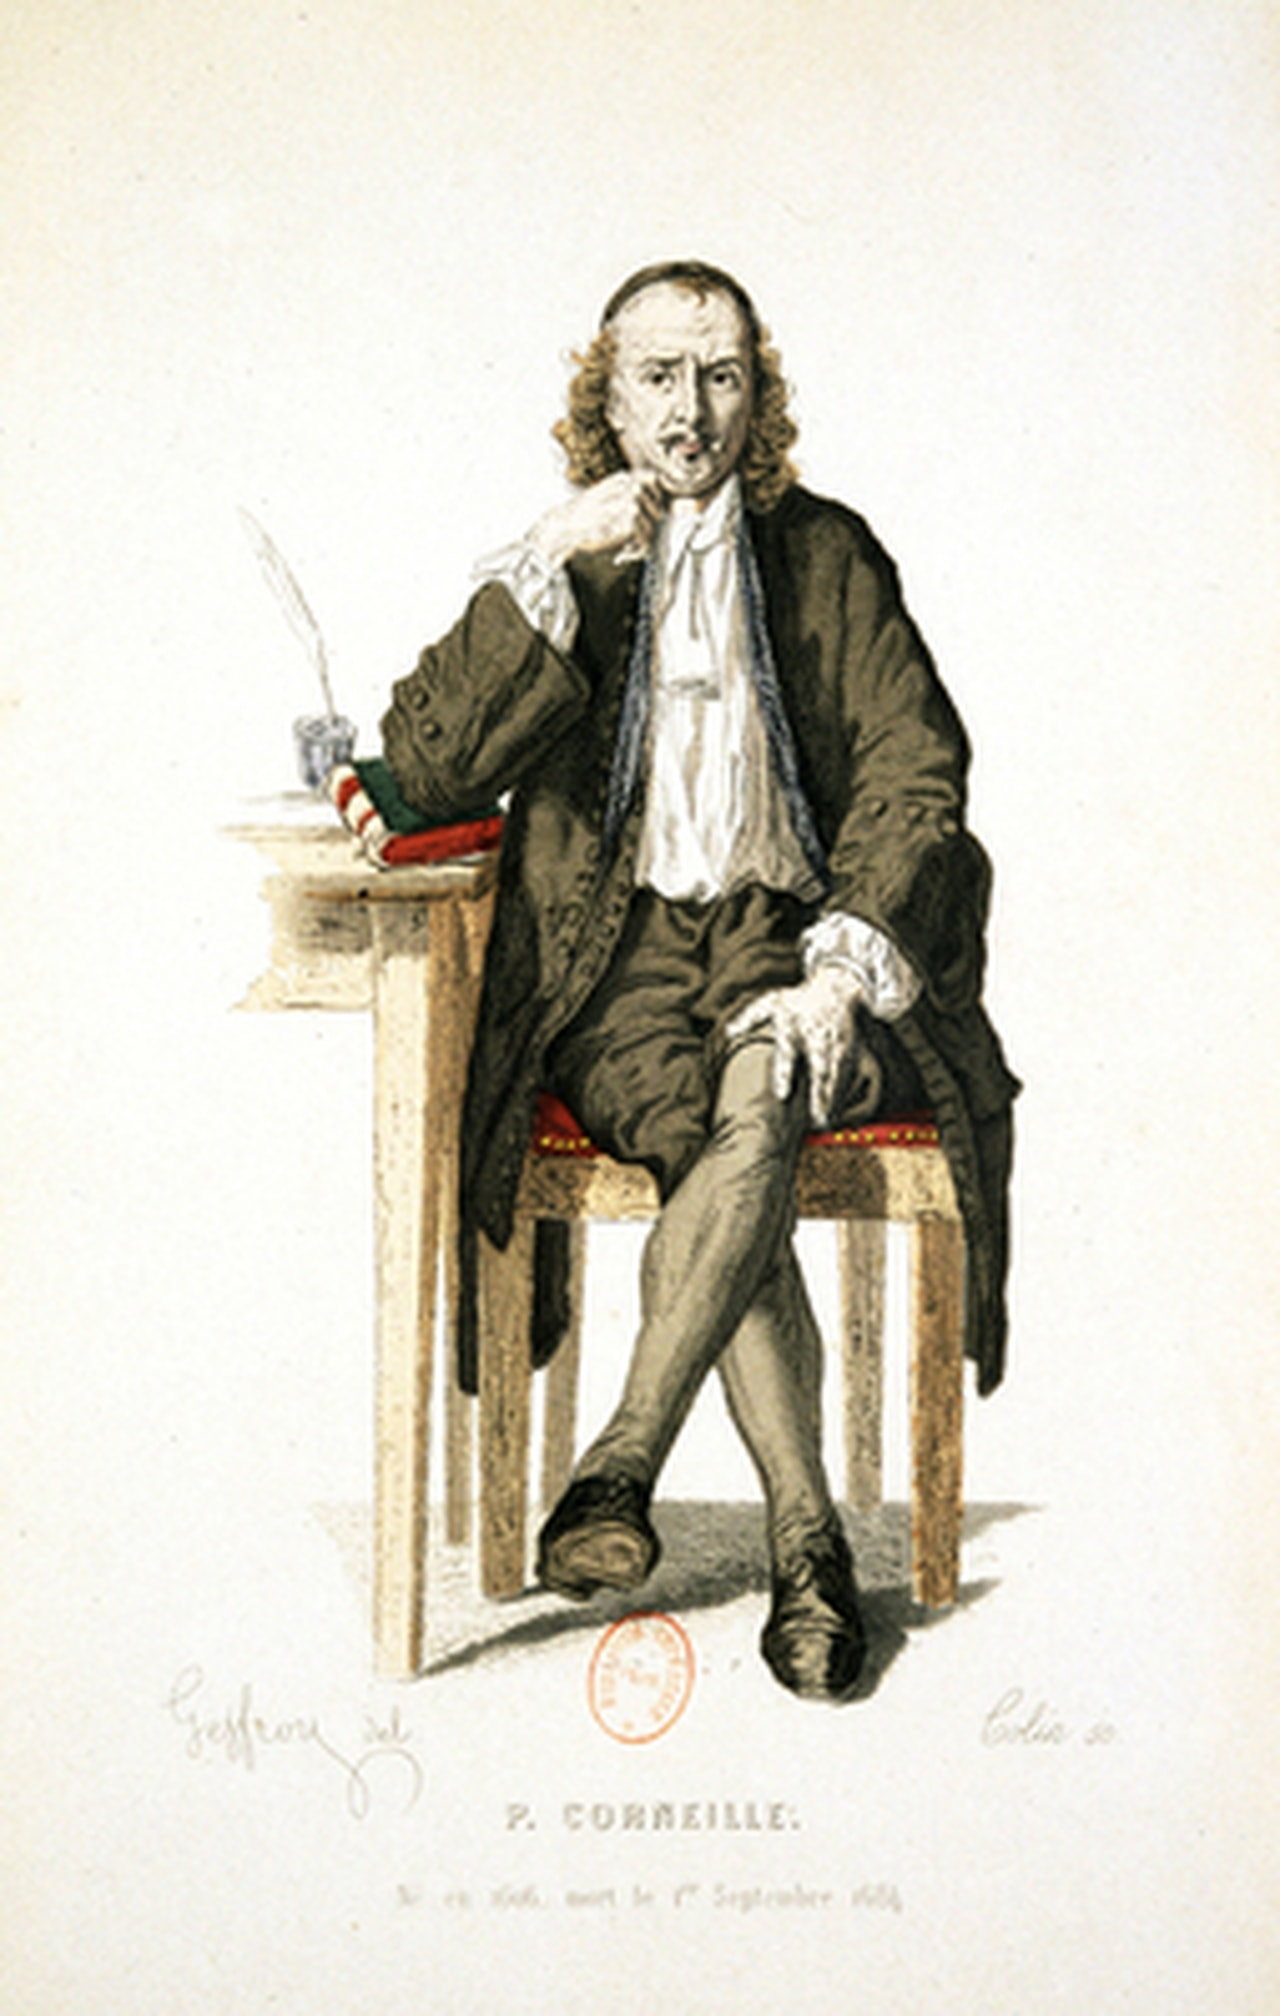 Geffroy del
Colin sc.
P. CORNEILLE.
Né en 1606, mort le 1er Septembre 1684